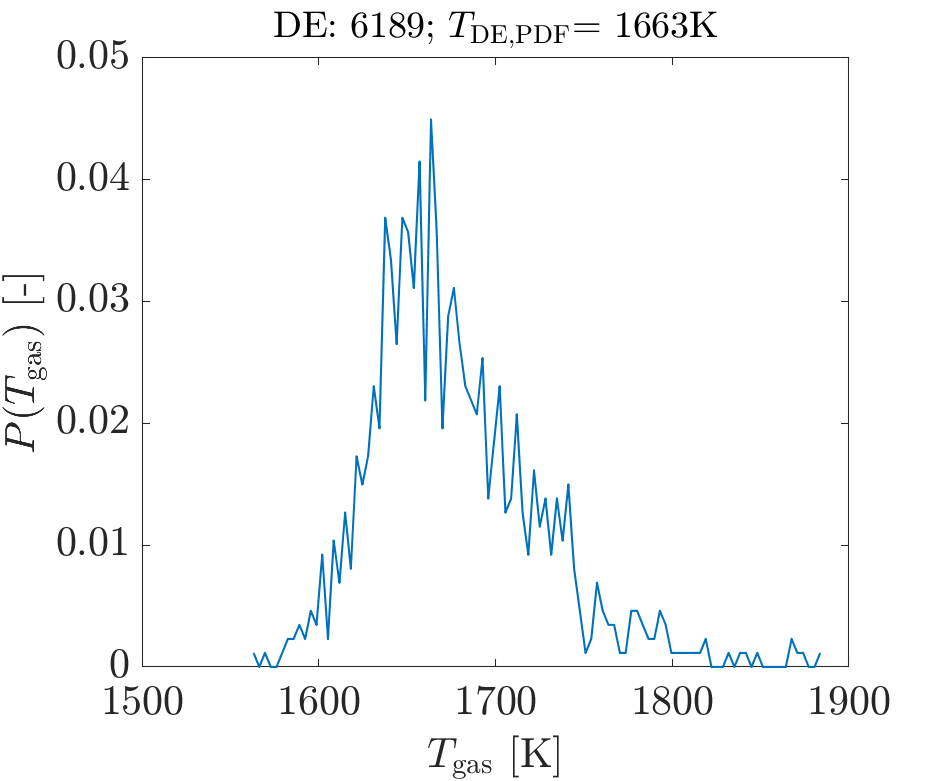 DE: 6189; T_DE,PDF= 1663K
0.05
0.04
0.03
0.02
0.01
0
P(T_gas) [-]
1500 1600 1700 1800 1900
T_gas [K]